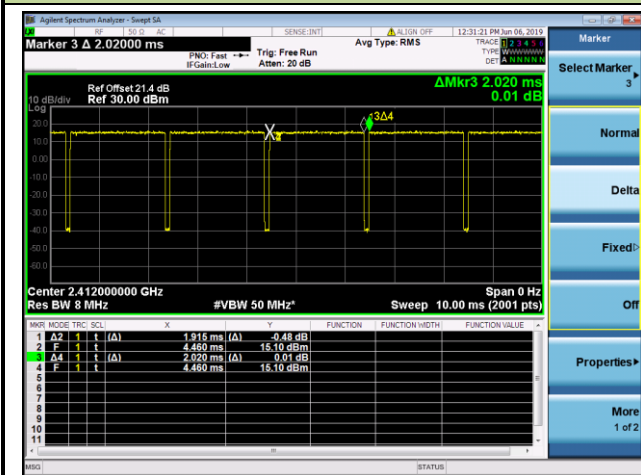 Agilent Spectrum Analyzer - Swept SA
RF 50 Ω AC SENSE:INT ALIGN OFF 12:31:21 PM Jun 06, 2019
Marker 3 Δ 2.02000 ms
PNO: Fast
IFGain:Low
Trig: Free Run
Atten: 20 dB
Avg Type: RMS
TRACE 1 2 3 4 5 6
TYPE WWWWWW
DET A N N N N N
ΔMkr3 2.020 ms
0.01 dB
Ref Offset 21.4 dB
Ref 30.00 dBm
10 dB/div
Log
20.0
10.0
0.00
-10.0
-20.0
-30.0
-40.0
-50.0
-60.0
3Δ4
Center 2.412000000 GHz
Span 0 Hz
Res BW 8 MHz
#VBW 50 MHz*
Sweep 10.00 ms (2001 pts)
MKR MODE TRC SCL X Y FUNCTION FUNCTION WIDTH FUNCTION VALUE
1 Δ2 1 t (Δ) 1.915 ms (Δ) -0.48 dB
2 F 1 t 4.460 ms 15.10 dBm
3 Δ4 1 t (Δ) 2.020 ms (Δ) 0.01 dB
4 F 1 t 4.460 ms 15.10 dBm
5
6
7
8
9
10
11
MSG
STATUS
Marker
Select Marker
3
Normal
Delta
Fixed
Off
Properties
More
1 of 2